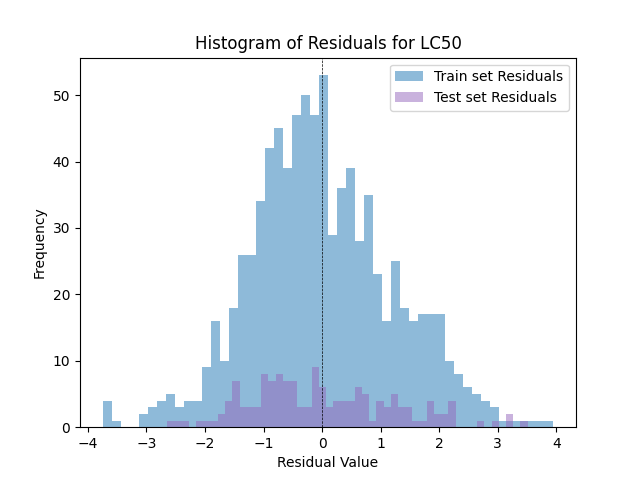 Histogram of Residuals for LC50
Train set Residuals
Test set Residuals
50
40
30
20
10
0
Frequency
−4 −3 −2 −1 0 1 2 3 4
Residual Value